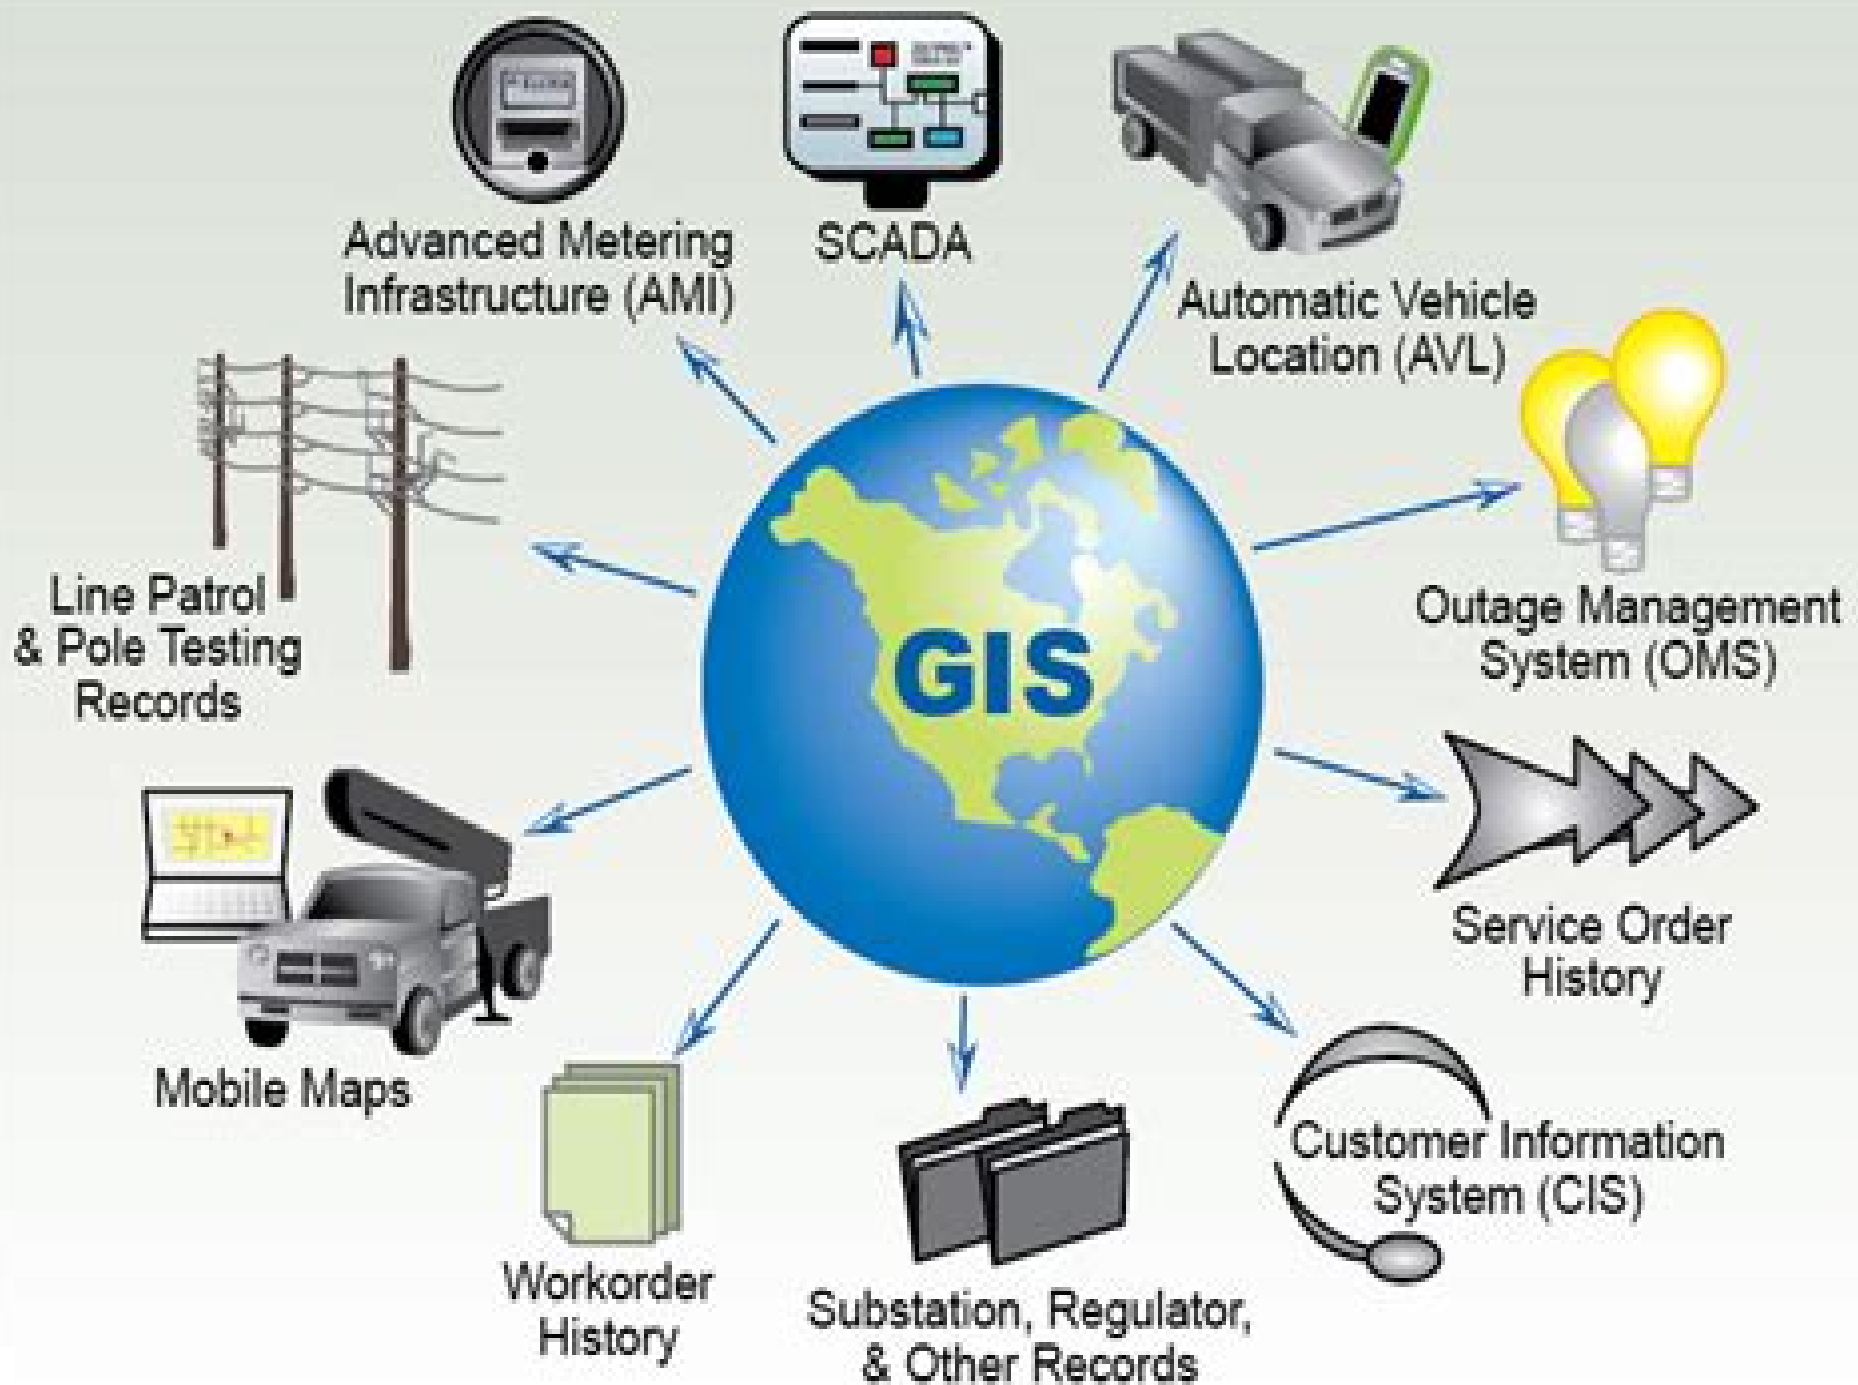 Advanced Metering
Infrastructure (AMI)
SCADA
Automatic Vehicle
Location (AVL)
Line Patrol
& Pole Testing
Records
GIS
Outage Management
System (OMS)
Service Order
History
Mobile Maps
Customer Information
System (CIS)
Workorder
History
Substation, Regulator,
& Other Records